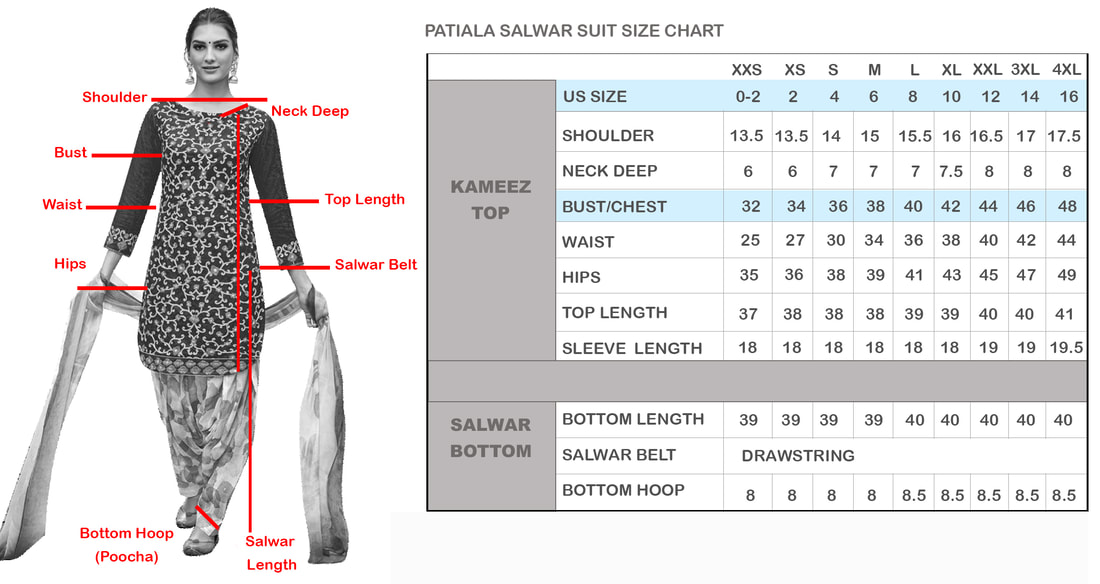 Shoulder
Neck Deep
Bust
Waist
Top Length
Hips
Salwar Belt
Bottom Hoop
(Poocha)
Salwar
Length
PATIALA SALWAR SUIT SIZE CHART
XXS XS S M L XL XXL 3XL 4XL
US SIZE 0-2 2 4 6 8 10 12 14 16
KAMEEZ
TOP
SHOULDER 13.5 13.5 14 15 15.5 16 16.5 17 17.5
NECK DEEP 6 6 7 7 7 7.5 8 8 8
BUST/CHEST 32 34 36 38 40 42 44 46 48
WAIST 25 27 30 34 36 38 40 42 44
HIPS 35 36 38 39 41 43 45 47 49
TOP LENGTH 37 38 38 38 39 39 40 40 41
SLEEVE LENGTH 18 18 18 18 18 18 19 19 19.5
SALWAR
BOTTOM
BOTTOM LENGTH 39 39 39 39 40 40 40 40 40
SALWAR BELT DRAWSTRING
BOTTOM HOOP 8 8 8 8 8.5 8.5 8.5 8.5 8.5